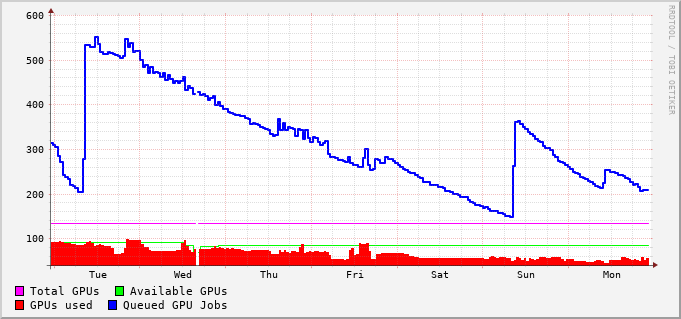 600
500
400
300
200
100
Tue Wed Thu Fri Sat Sun Mon
Total GPUs Available GPUs
GPUs used Queued GPU Jobs
RRDTOOL / TOBI OETIKER